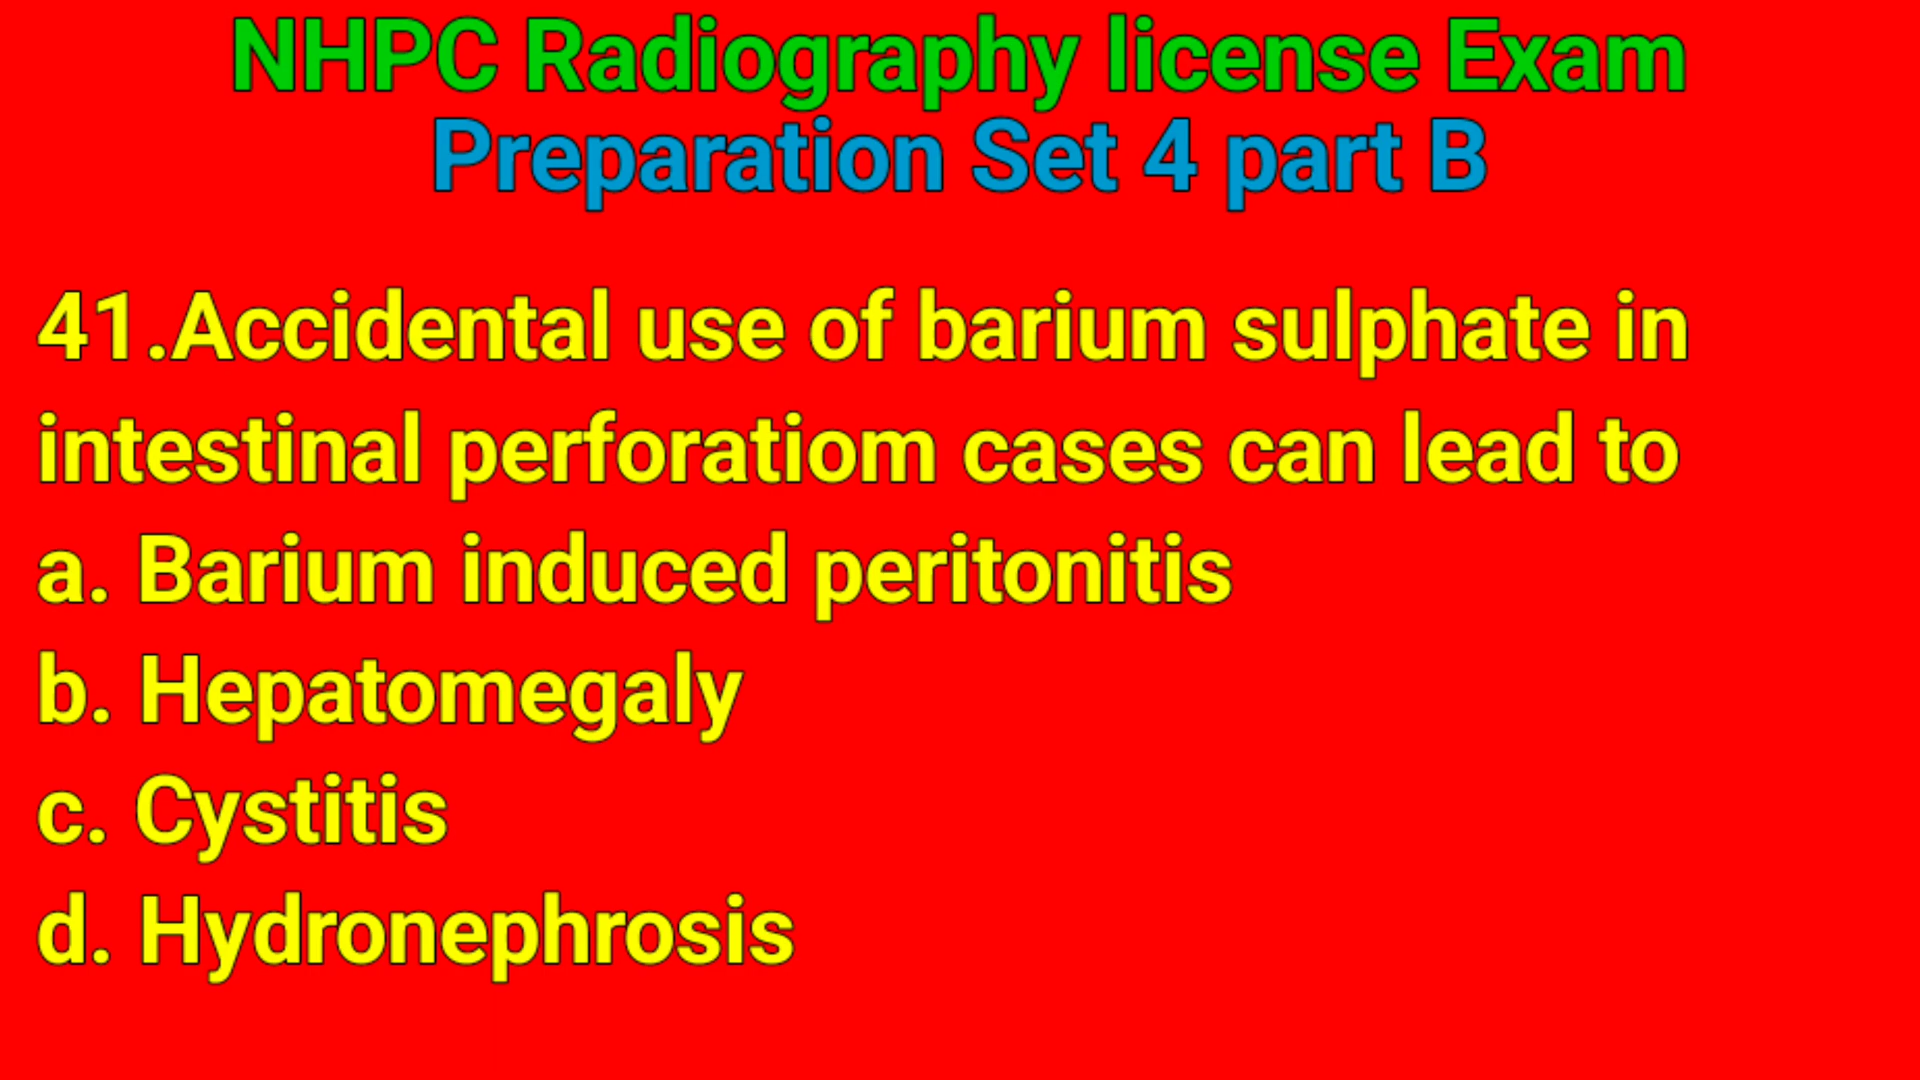 NHPC Radiography license Exam
Preparation Set 4 part B
41.Accidental use of barium sulphate in
intestinal perforatiom cases can lead to
a. Barium induced peritonitis
b. Hepatomegaly
c. Cystitis
d. Hydronephrosis